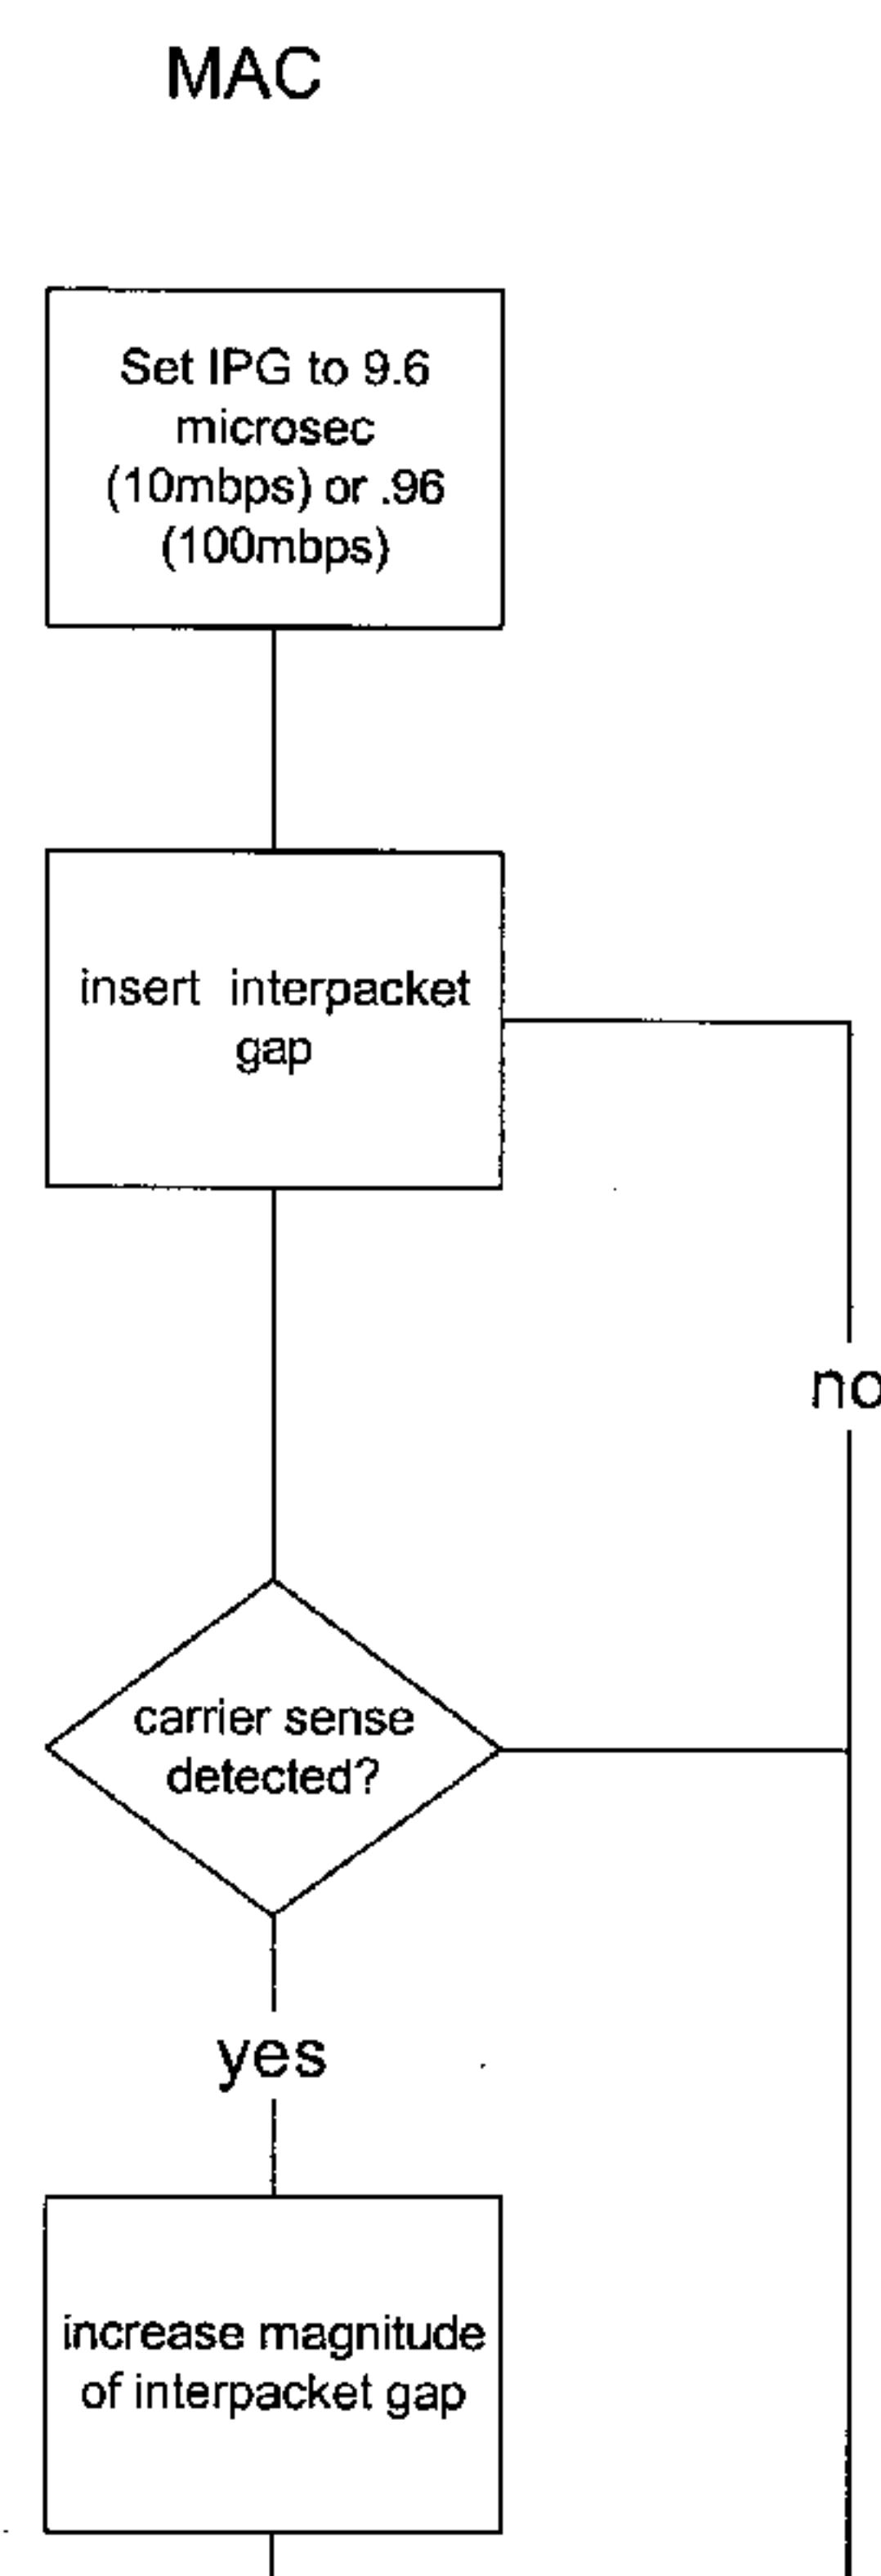 MAC
Set IPG to 9.6
microsec
(10mbps) or .96
(100mbps)
insert interpacket
gap
no
carrier sense
detected?
yes
increase magnitude
of interpacket gap